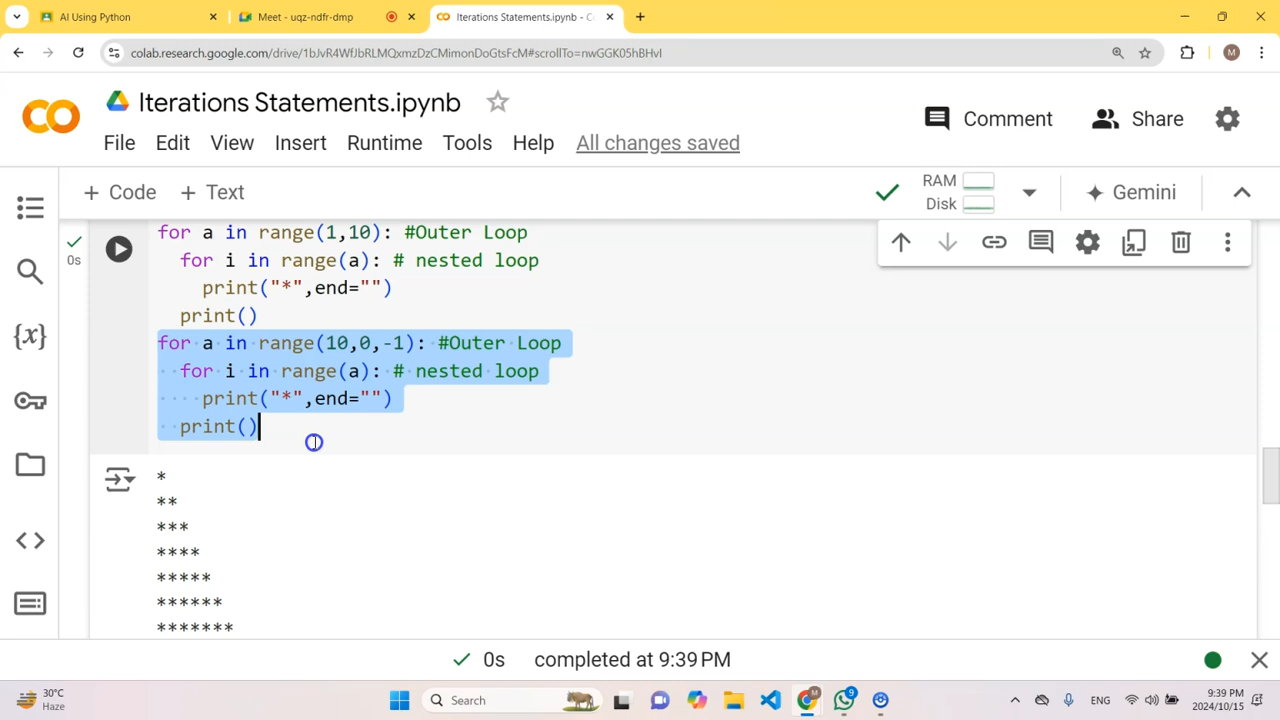 AI Using Python
Meet - uqz-ndfr-dmp
Iterations Statements.ipynb - C
colab.research.google.com/drive/1bJvR4WfJbRLMQxmzDzCMimonDoGtsFcM#scrollTo=nwGGK05hBHvI
M
CO
Iterations Statements.ipynb
Comment
Share
File Edit View Insert Runtime Tools Help All changes saved
+ Code + Text
RAM
Disk
Gemini
for a in range(1,10): #Outer Loop
for i in range(a): # nested loop
print("*",end="")
print()
for a in range(10,0,-1): #Outer Loop
for i in range(a): # nested loop
print("*",end="")
print()
0s
{x}
*
**
***
****
*****
******
*******
0s completed at 9:39 PM
30°C
Haze
Search
M
9
ENG
9:39 PM
2024/10/15